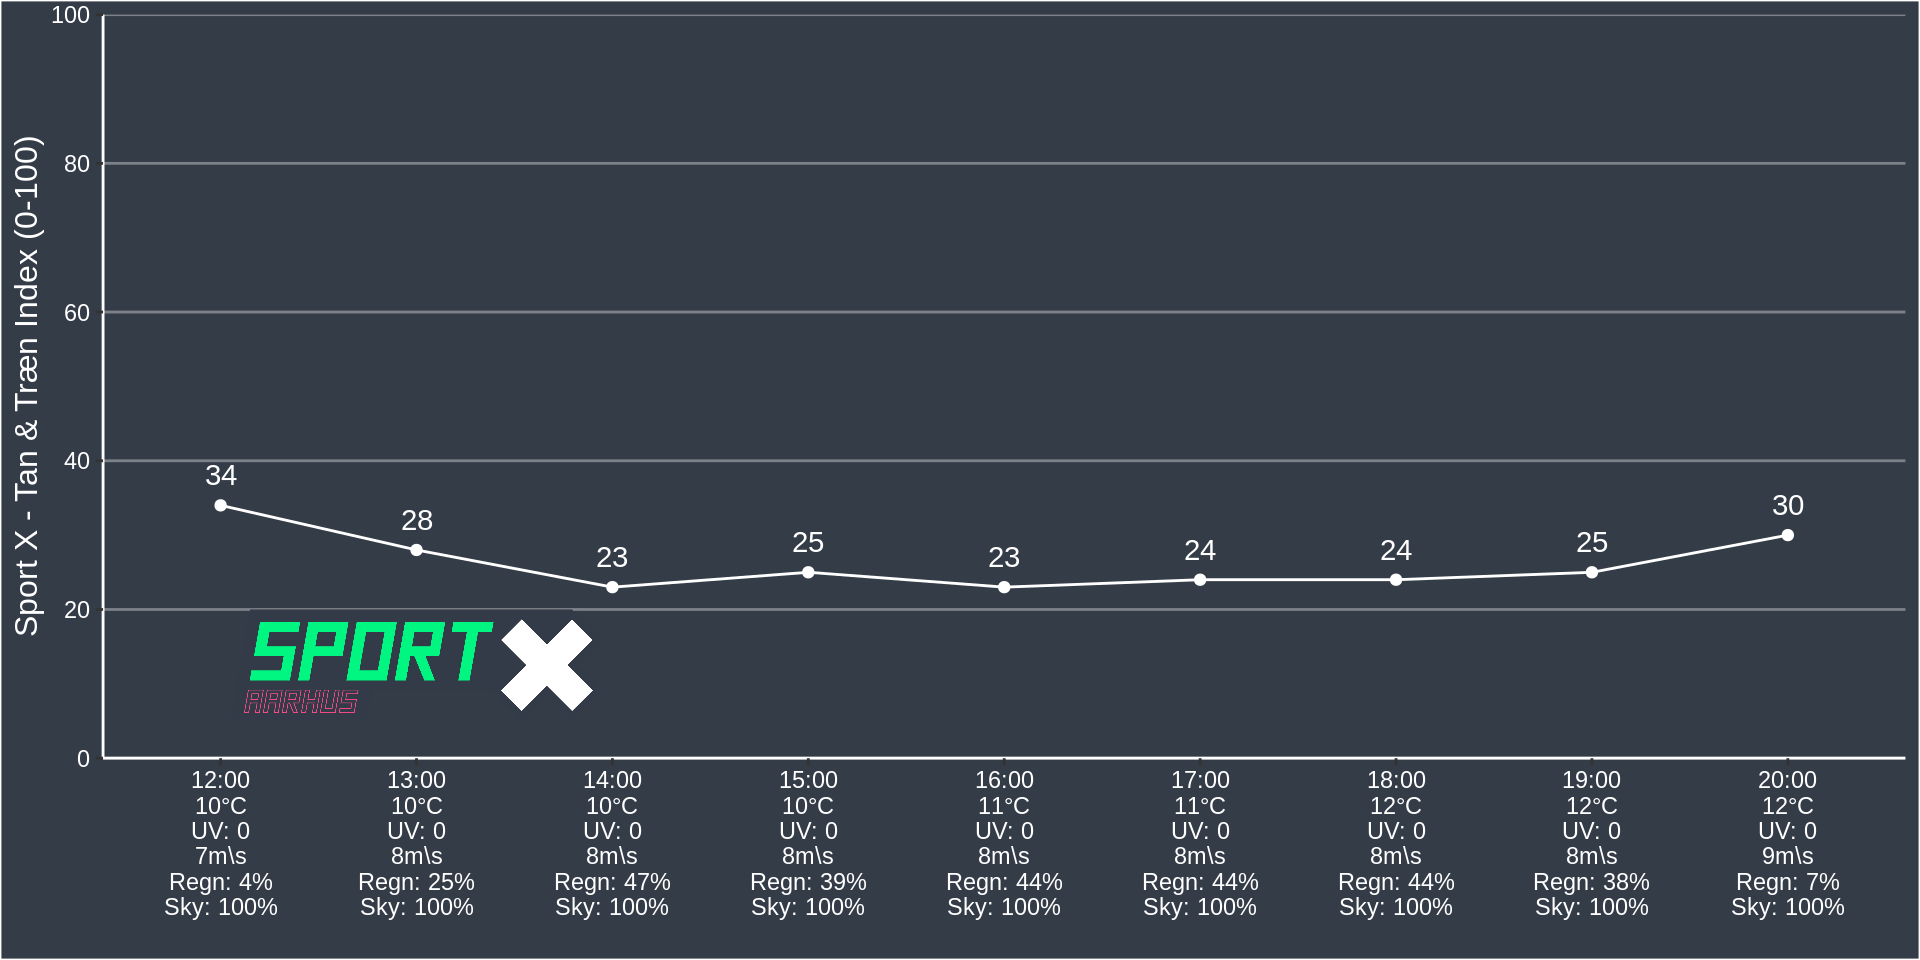 Sport X - Tan & Træn Index (0-100)
100
80
60
40
20
0
34
28
23
25
23
24
24
25
30
SPORT X
AARHUS
12:00 13:00 14:00 15:00 16:00 17:00 18:00 19:00 20:00
10°C 10°C 10°C 10°C 11°C 11°C 12°C 12°C 12°C
UV: 0 UV: 0 UV: 0 UV: 0 UV: 0 UV: 0 UV: 0 UV: 0 UV: 0
7m\s 8m\s 8m\s 8m\s 8m\s 8m\s 8m\s 8m\s 9m\s
Regn: 4% Regn: 25% Regn: 47% Regn: 39% Regn: 44% Regn: 44% Regn: 44% Regn: 38% Regn: 7%
Sky: 100% Sky: 100% Sky: 100% Sky: 100% Sky: 100% Sky: 100% Sky: 100% Sky: 100% Sky: 100%